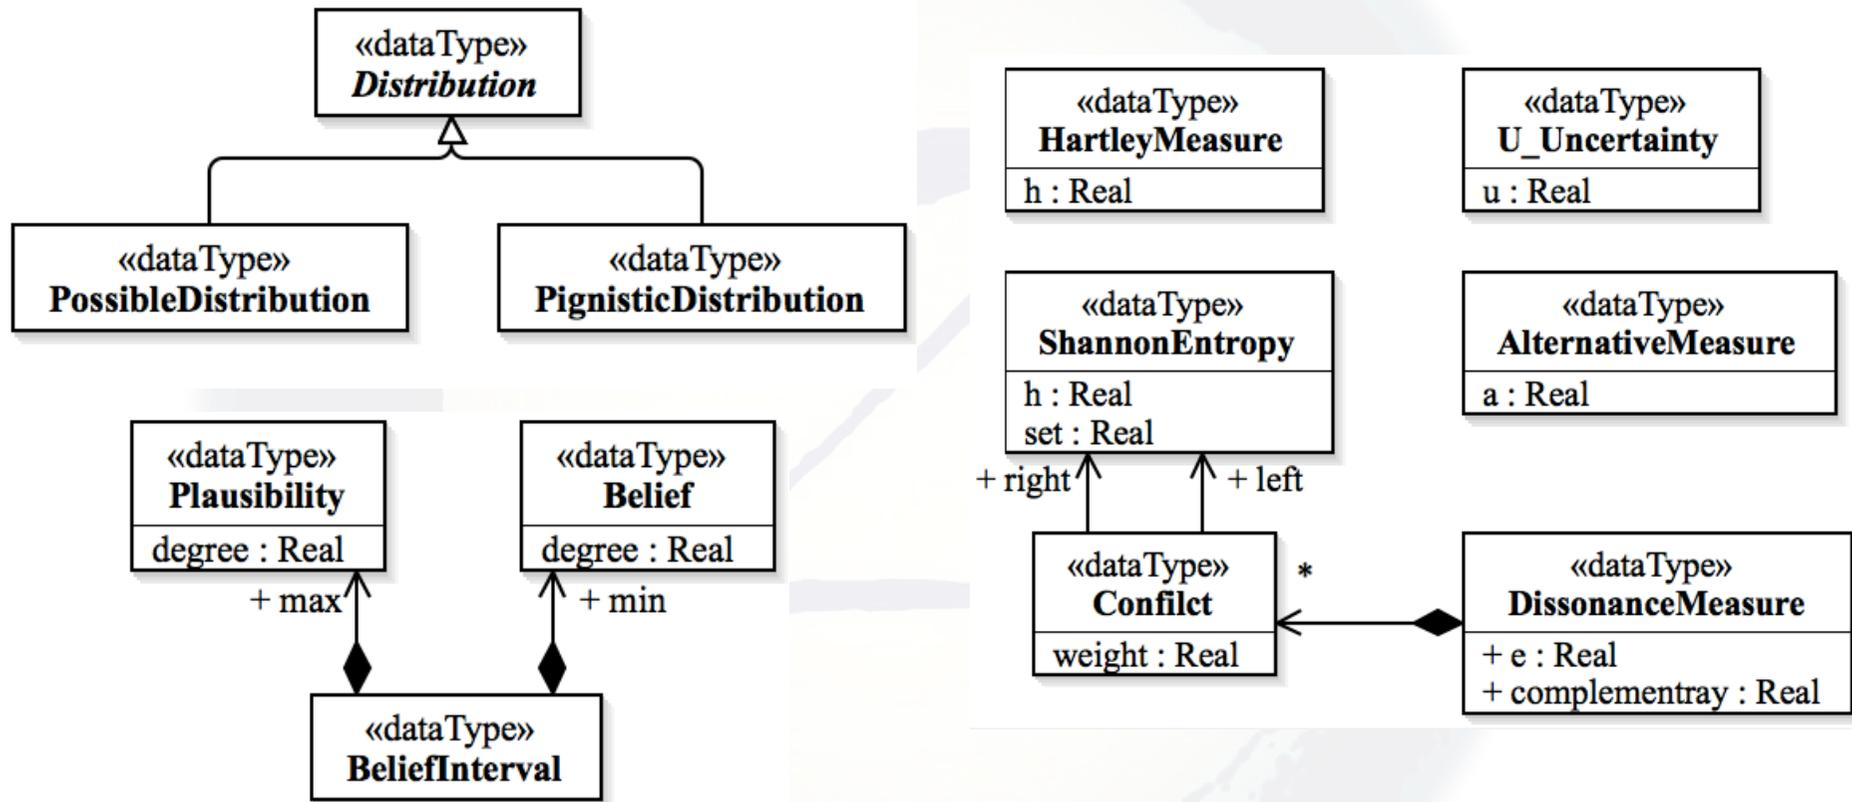 «dataType»
Distribution
«dataType»
PossibleDistribution
«dataType»
PignisticDistribution
«dataType»
Plausibility
degree : Real
«dataType»
Belief
degree : Real
+ max
+ min
«dataType»
BeliefInterval
«dataType»
HartleyMeasure
h : Real
«dataType»
U_Uncertainty
u : Real
«dataType»
ShannonEntropy
h : Real
set : Real
«dataType»
AlternativeMeasure
a : Real
+ right
+ left
«dataType»
Confilct
weight : Real
*
«dataType»
DissonanceMeasure
+ e : Real
+ complementray : Real